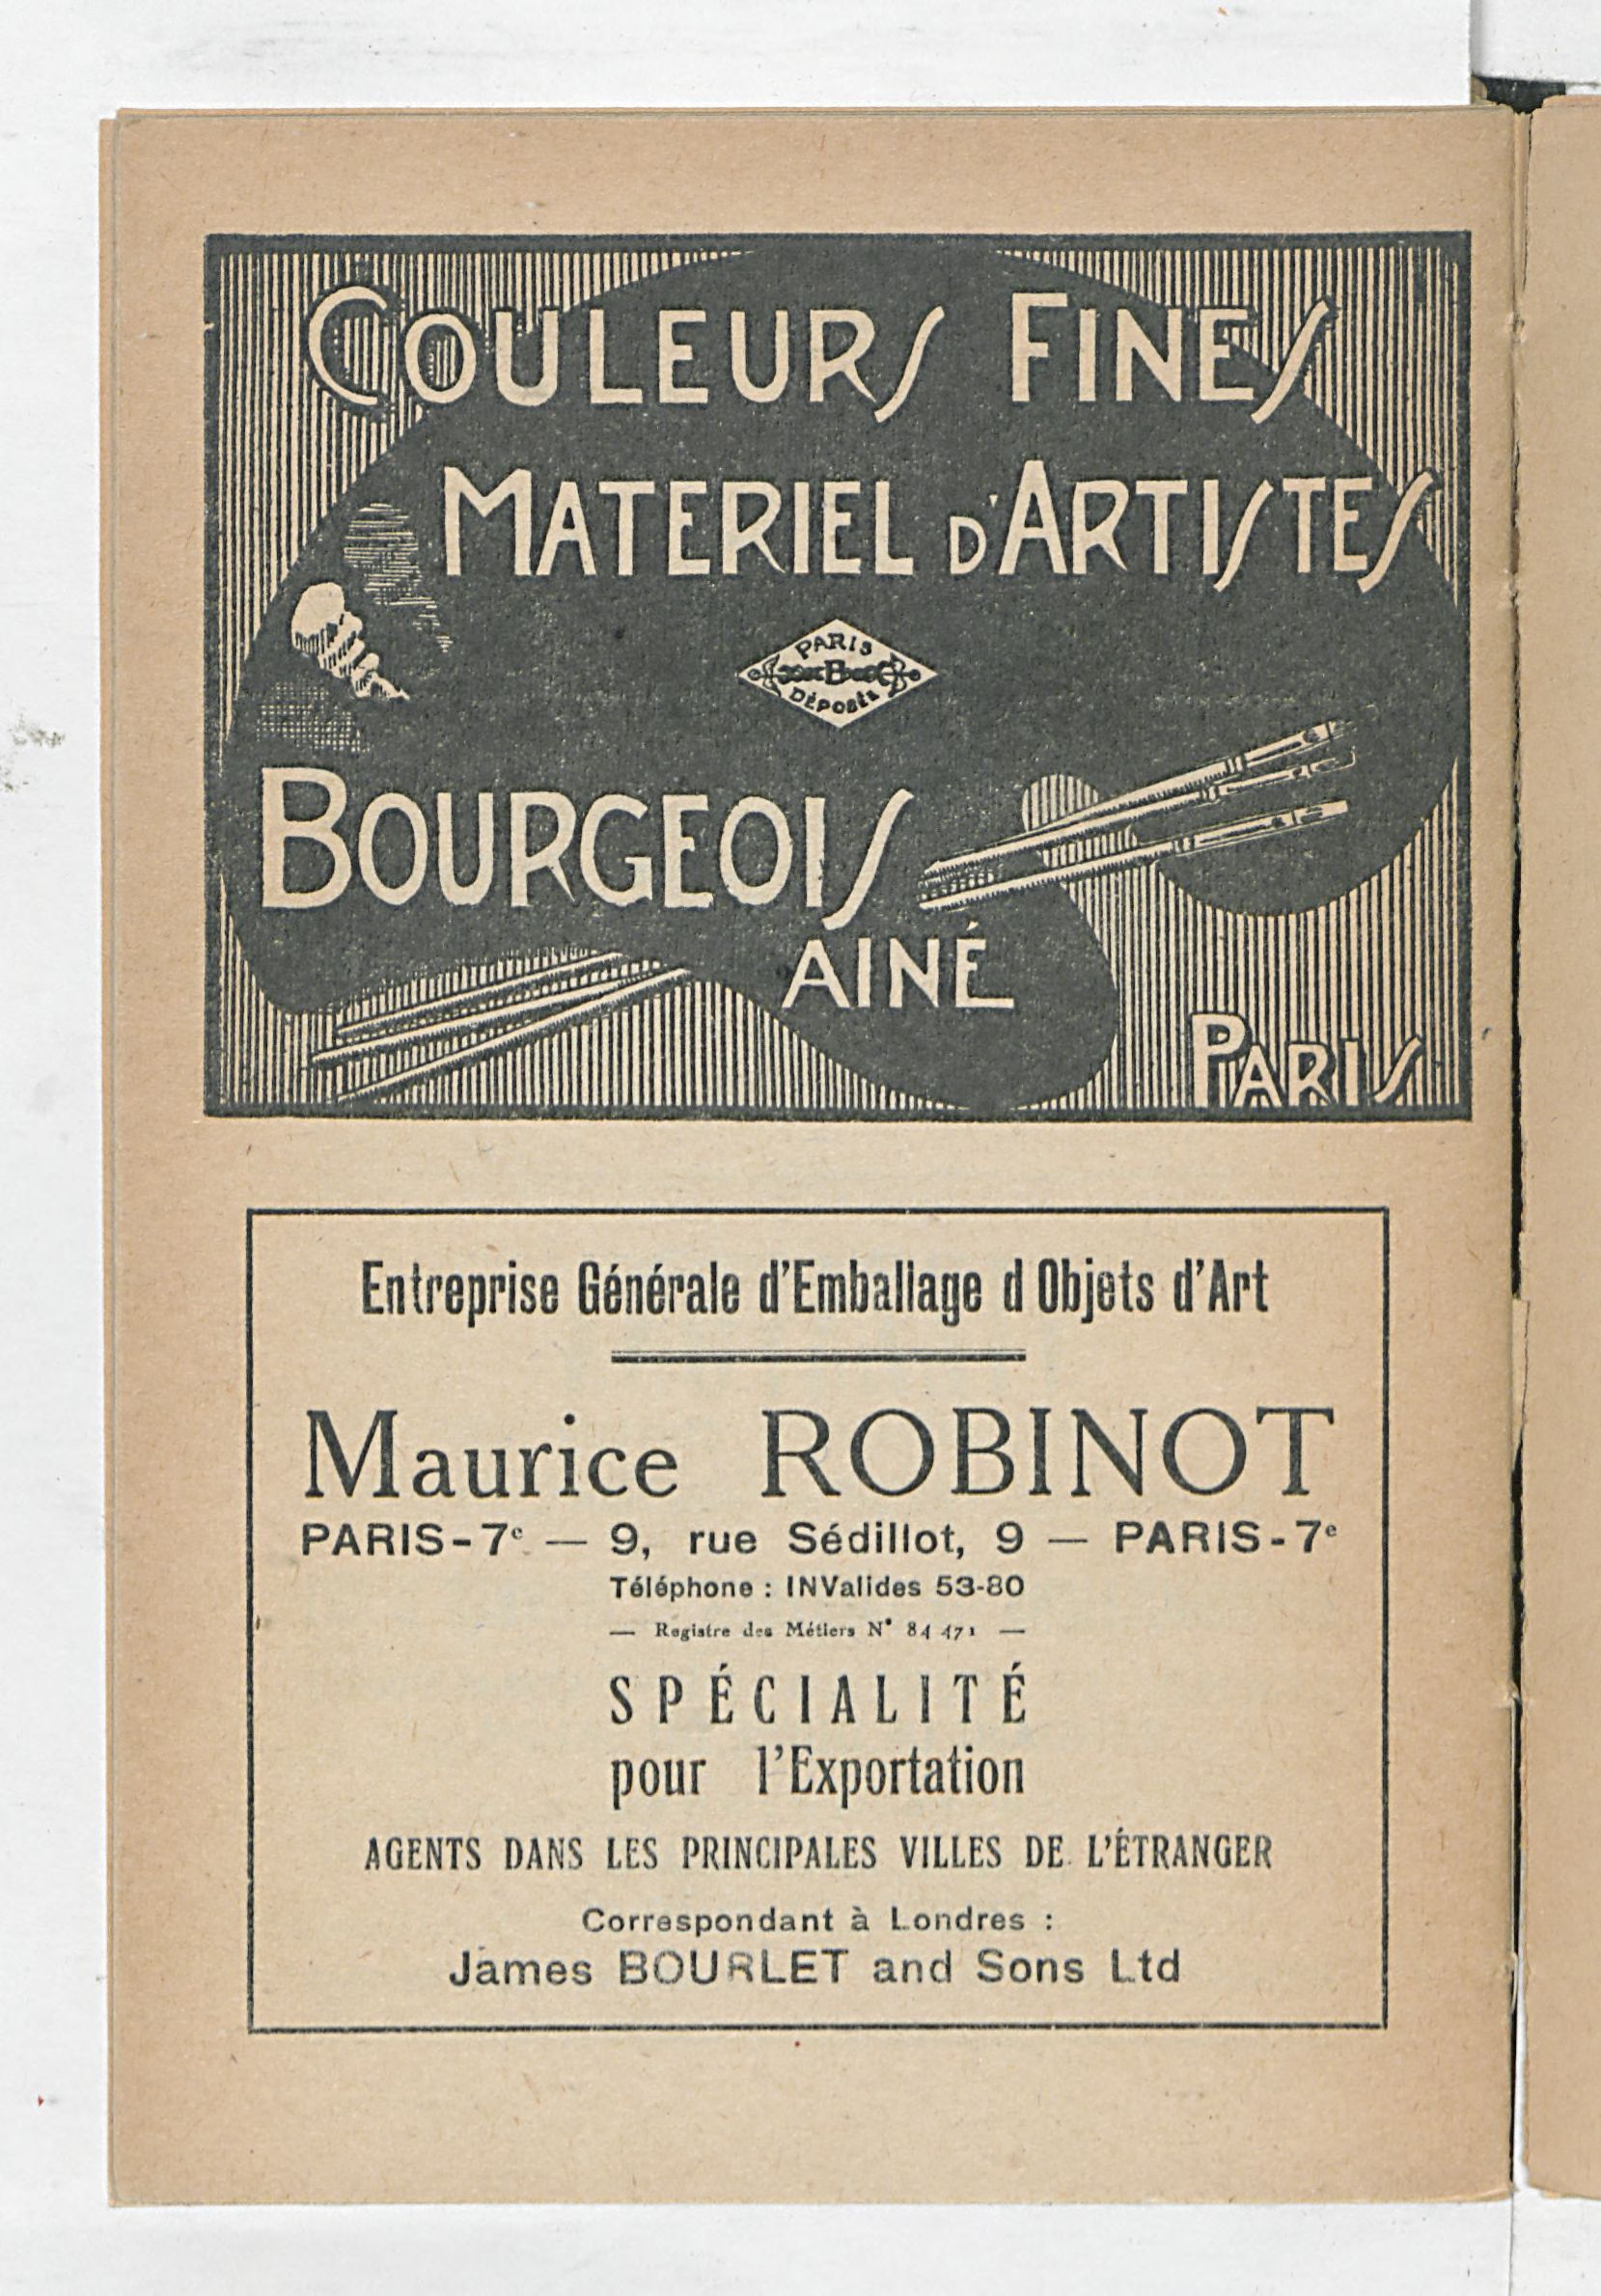 COULEURS FINES
MATERIEL D'ARTISTES
PARIS
B
DÉPOSÉE
BOURGEOIS
AINÉ
PARIS
Entreprise Générale d'Emballage d Objets d'Art
Maurice ROBINOT
PARIS-7e — 9, rue Sédillot, 9 — PARIS-7e
Téléphone : INValides 53-80
— Registre des Métiers N° 84 471 —
SPÉCIALITÉ
pour l'Exportation
AGENTS DANS LES PRINCIPALES VILLES DE L'ÉTRANGER
Correspondant à Londres :
James BOURLET and Sons Ltd